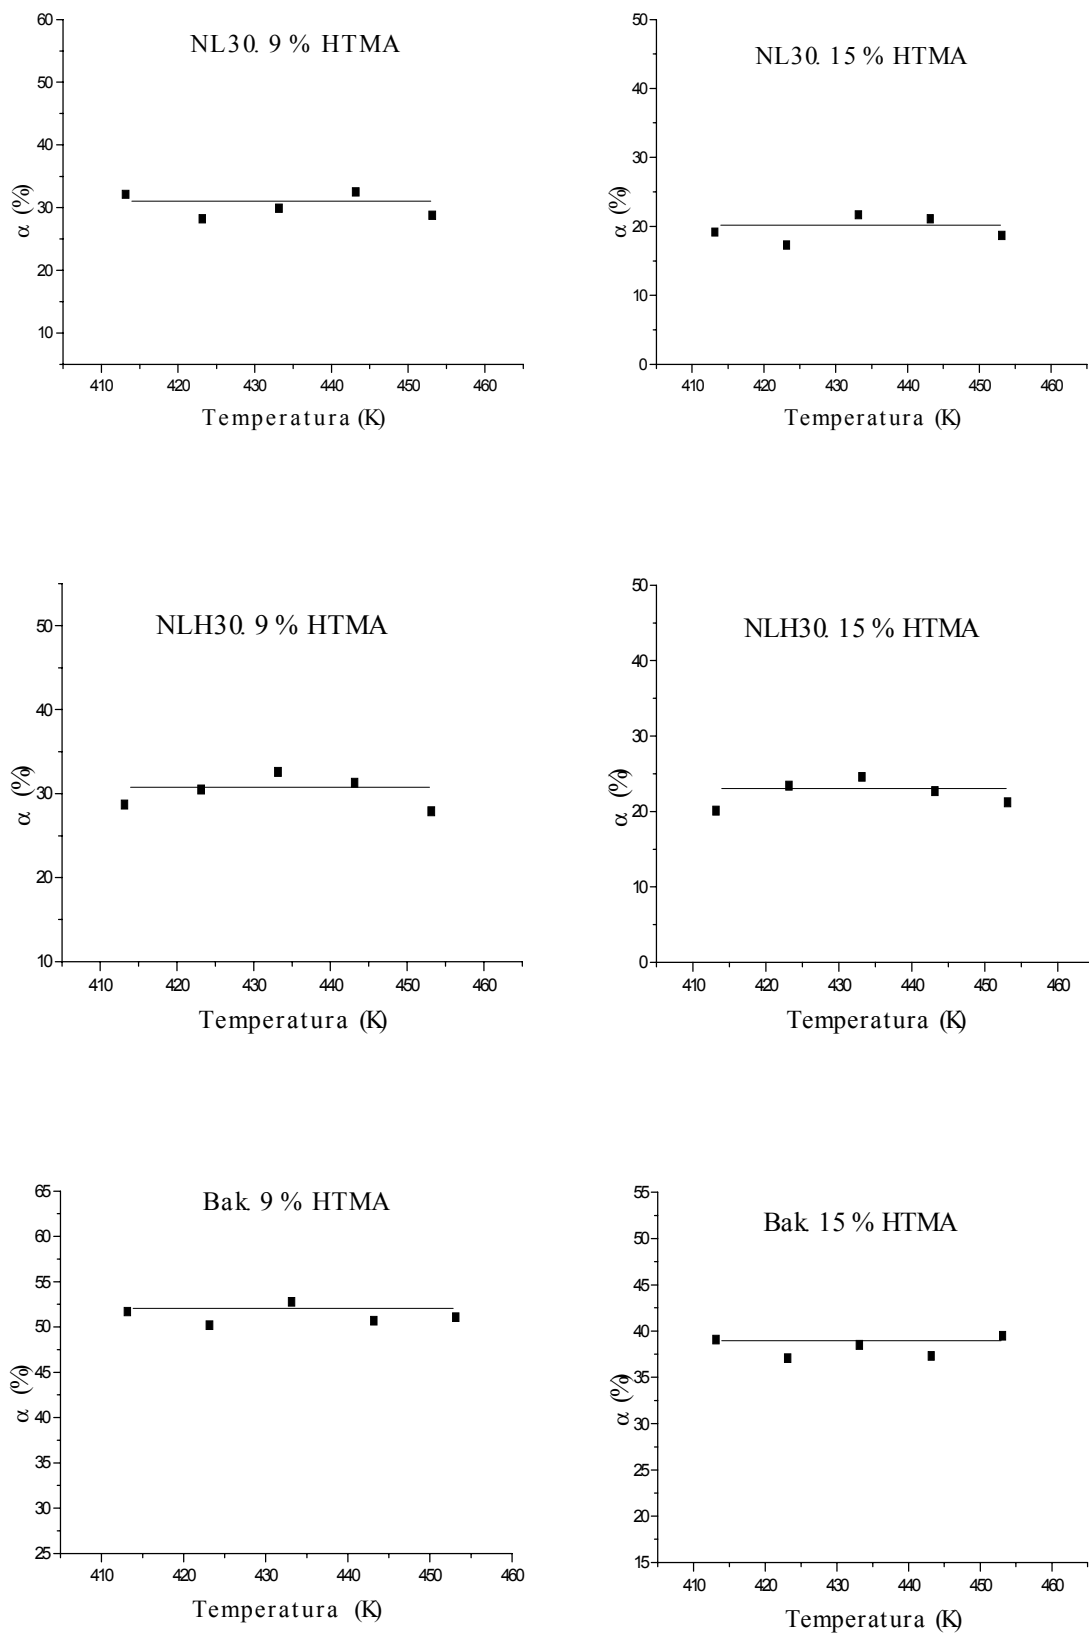 NL30. 9 % HTMA
60
50
40
30
20
10
α (%)
410 420 430 440 450 460
Temperatura (K)
NL30. 15 % HTMA
50
40
30
20
10
0
α (%)
410 420 430 440 450 460
Temperatura (K)
NLH30. 9 % HTMA
50
40
30
20
10
α (%)
410 420 430 440 450 460
Temperatura (K)
NLH30. 15 % HTMA
50
40
30
20
10
0
α (%)
410 420 430 440 450 460
Temperatura (K)
Bak. 9 % HTMA
65
60
55
50
45
40
35
30
25
α (%)
410 420 430 440 450 460
Temperatura (K)
Bak. 15 % HTMA
55
50
45
40
35
30
25
20
15
α (%)
410 420 430 440 450 460
Temperatura (K)